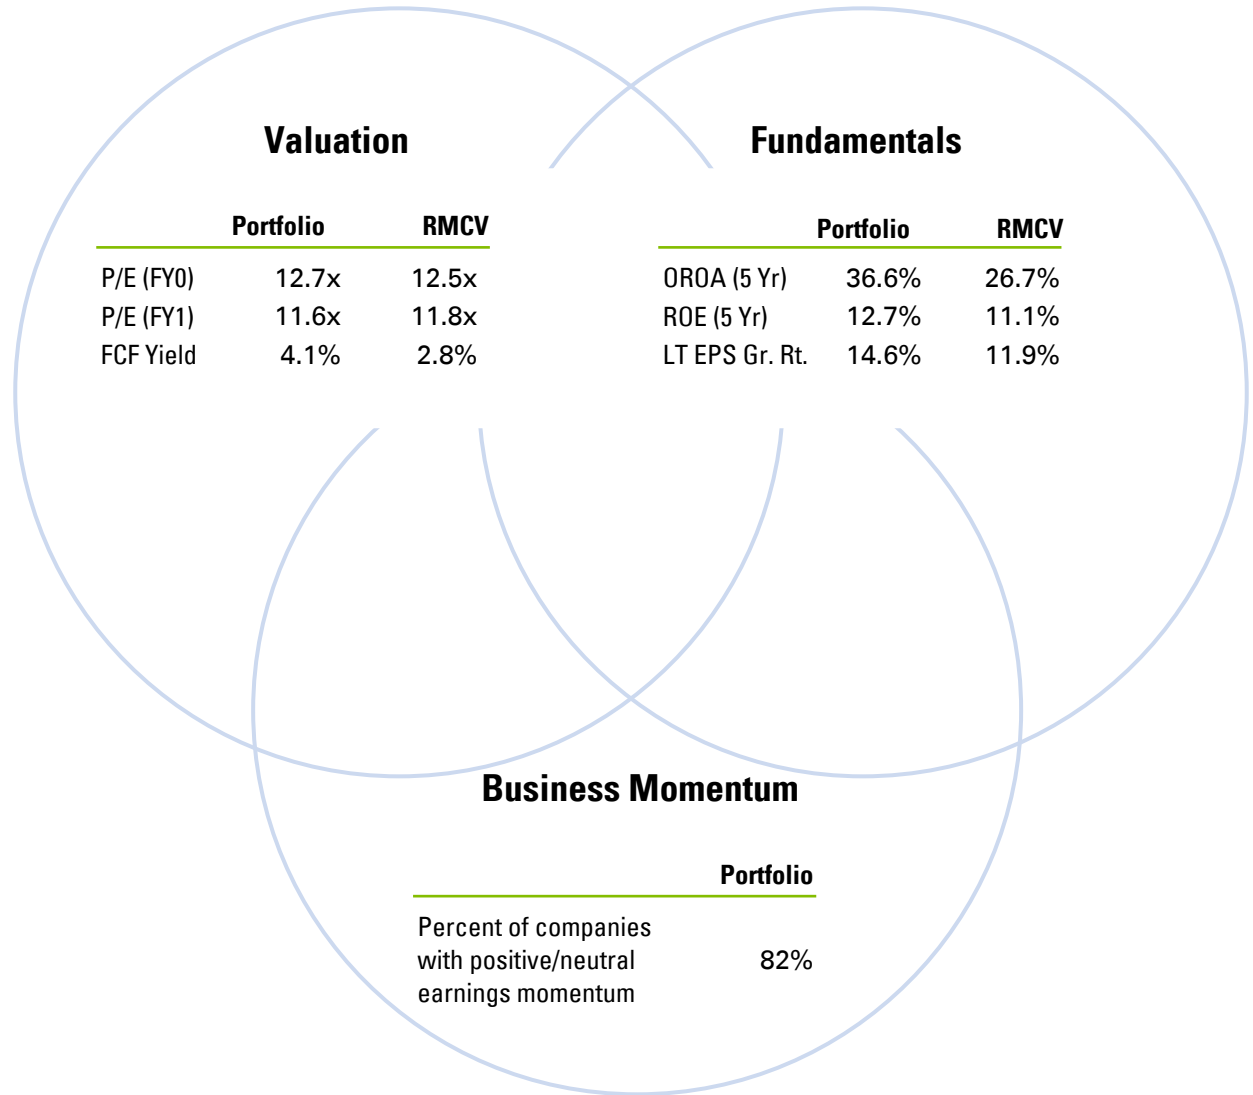 Valuation
Portfolio RMCV
P/E (FY0) 12.7x 12.5x
P/E (FY1) 11.6x 11.8x
FCF Yield 4.1% 2.8%
Fundamentals
Portfolio RMCV
OROA (5 Yr) 36.6% 26.7%
ROE (5 Yr) 12.7% 11.1%
LT EPS Gr. Rt. 14.6% 11.9%
Business Momentum
Portfolio
Percent of companies
with positive/neutral 82%
earnings momentum